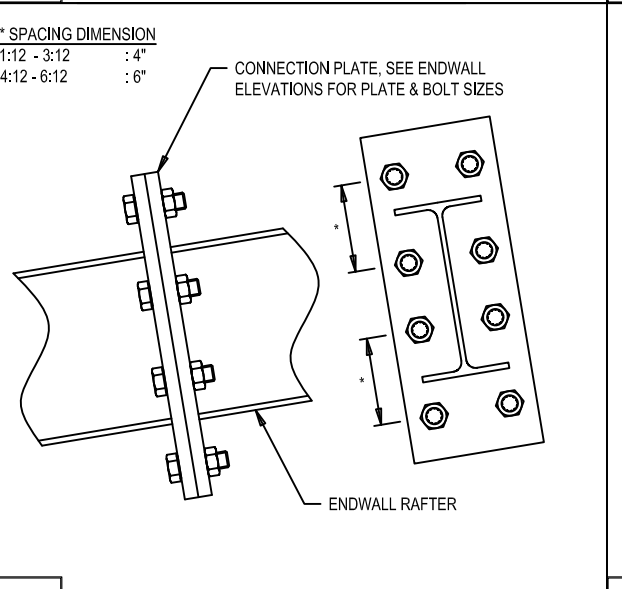 * SPACING DIMENSION
1:12 - 3:12 : 4"
4:12 - 6:12 : 6"
CONNECTION PLATE, SEE ENDWALL
ELEVATIONS FOR PLATE & BOLT SIZES
*
*
ENDWALL RAFTER